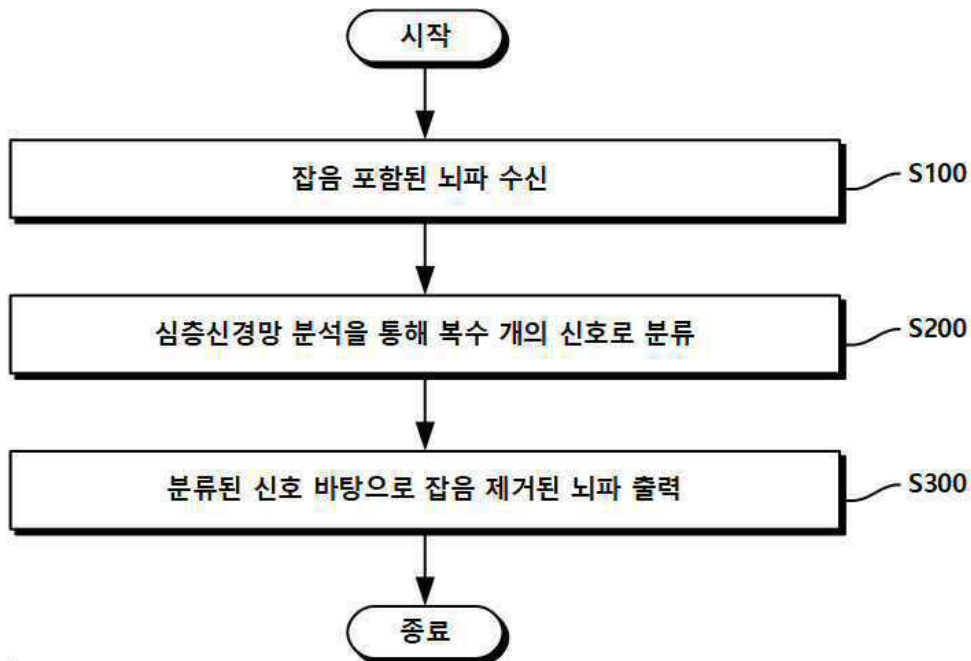 시작
잡음 포함된 뇌파 수신
S100
심층신경망 분석을 통해 복수 개의 신호로 분류
S200
분류된 신호 바탕으로 잡음 제거된 뇌파 출력
S300
종료